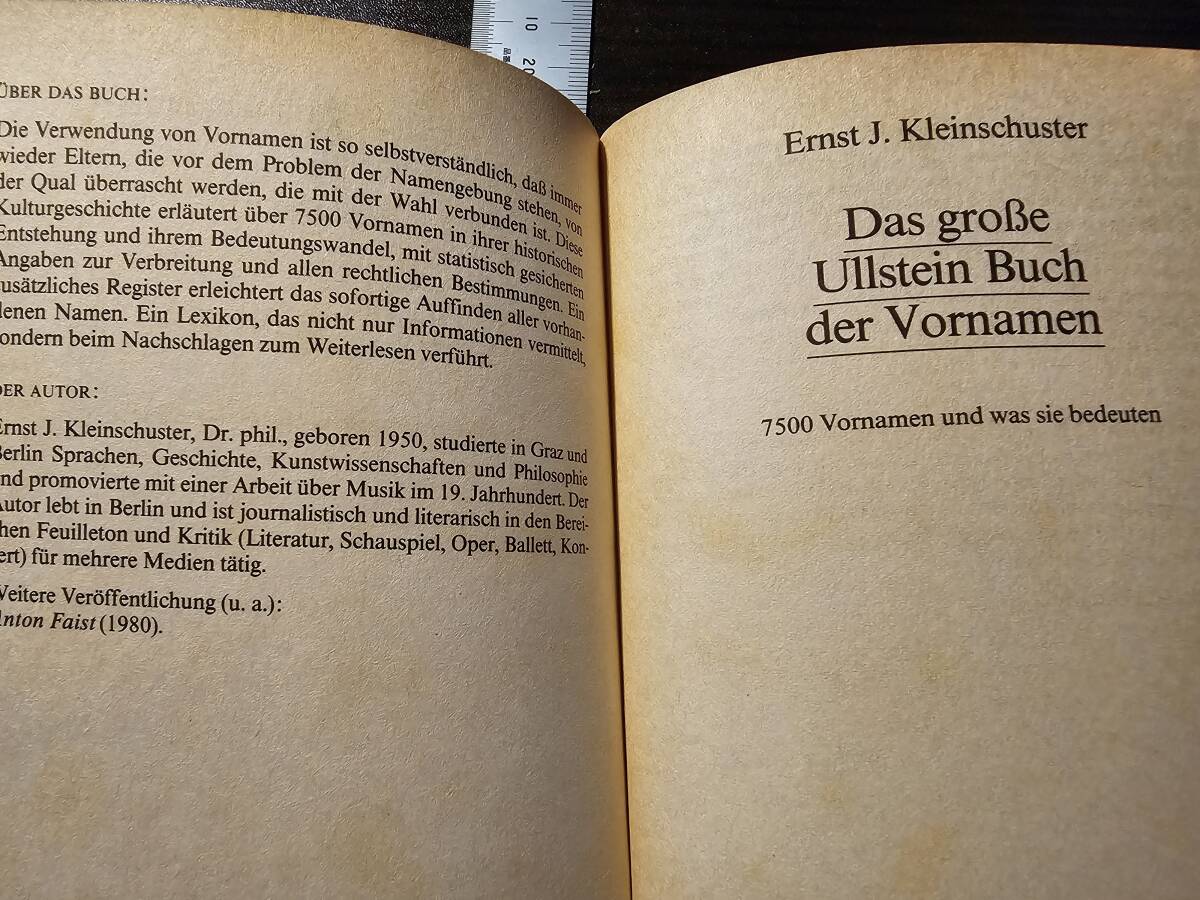 ÜBER DAS BUCH:
Die Verwendung von Vornamen ist so selbstverständlich, daß immer
wieder Eltern, die vor dem Problem der Namengebung stehen, von
der Qual überrascht werden, die mit der Wahl verbunden ist. Diese
Kulturgeschichte erläutert über 7500 Vornamen in ihrer historischen
Entstehung und ihrem Bedeutungswandel, mit statistisch gesicherten
Angaben zur Verbreitung und allen rechtlichen Bestimmungen. Ein
zusätzliches Register erleichtert das sofortige Auffinden aller vorhan-
denen Namen. Ein Lexikon, das nicht nur Informationen vermittelt,
sondern beim Nachschlagen zum Weiterlesen verführt.
DER AUTOR:
Ernst J. Kleinschuster, Dr. phil., geboren 1950, studierte in Graz und
Berlin Sprachen, Geschichte, Kunstwissenschaften und Philosophie
und promovierte mit einer Arbeit über Musik im 19. Jahrhundert. Der
Autor lebt in Berlin und ist journalistisch und literarisch in den Berei-
chen Feuilleton und Kritik (Literatur, Schauspiel, Oper, Ballett, Kon-
zert) für mehrere Medien tätig.
Weitere Veröffentlichung (u. a.):
Anton Faist (1980).
10
20
Ernst J. Kleinschuster
Das große
Ullstein Buch
der Vornamen
7500 Vornamen und was sie bedeuten